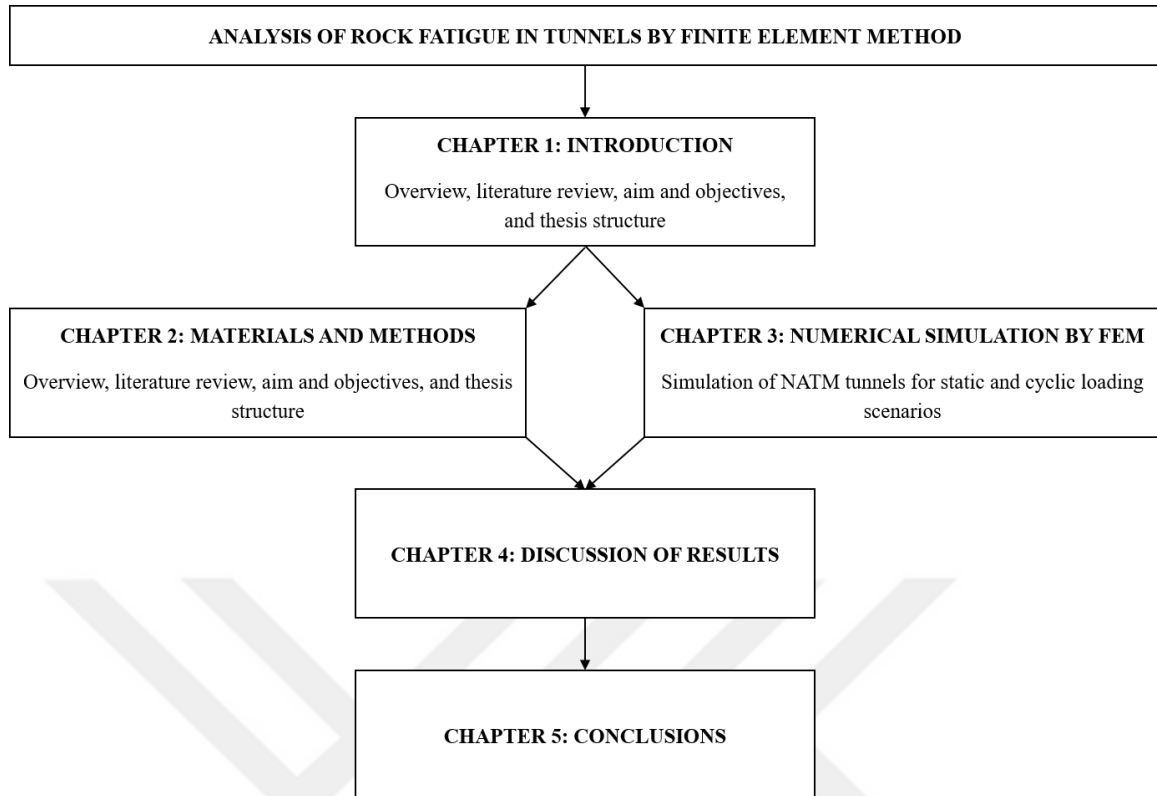 ANALYSIS OF ROCK FATIGUE IN TUNNELS BY FINITE ELEMENT METHOD
CHAPTER 1: INTRODUCTION
Overview, literature review, aim and objectives,
and thesis structure
CHAPTER 2: MATERIALS AND METHODS
Overview, literature review, aim and objectives, and thesis
structure
CHAPTER 3: NUMERICAL SIMULATION BY FEM
Simulation of NATM tunnels for static and cyclic loading
scenarios
CHAPTER 4: DISCUSSION OF RESULTS
CHAPTER 5: CONCLUSIONS